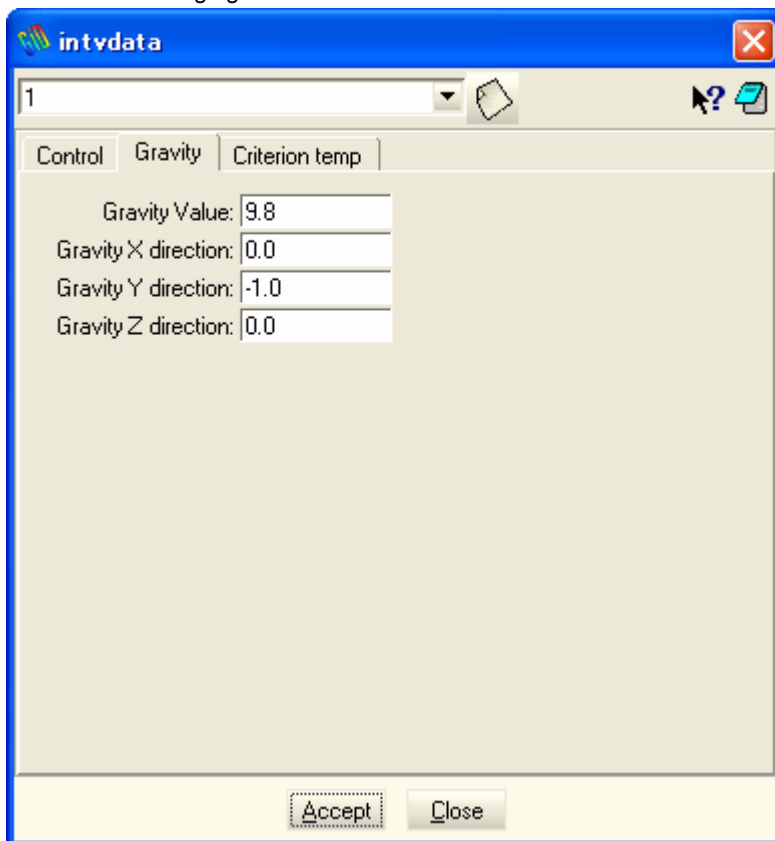 intvdata
1
?
Control Gravity Criterion temp
Gravity Value: 9.8
Gravity X direction: 0.0
Gravity Y direction: -1.0
Gravity Z direction: 0.0
Accept Close